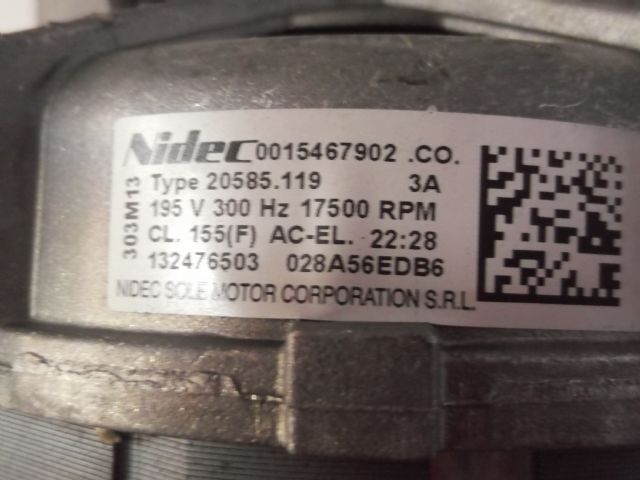 Nidec 0015467902 .CO.
Type 20585.119 3A
195 V 300 Hz 17500 RPM
CL. 155(F) AC-EL. 22:28
132476503 028A56EDB6
NIDEC SOLE MOTOR CORPORATION S.R.L.
303M13